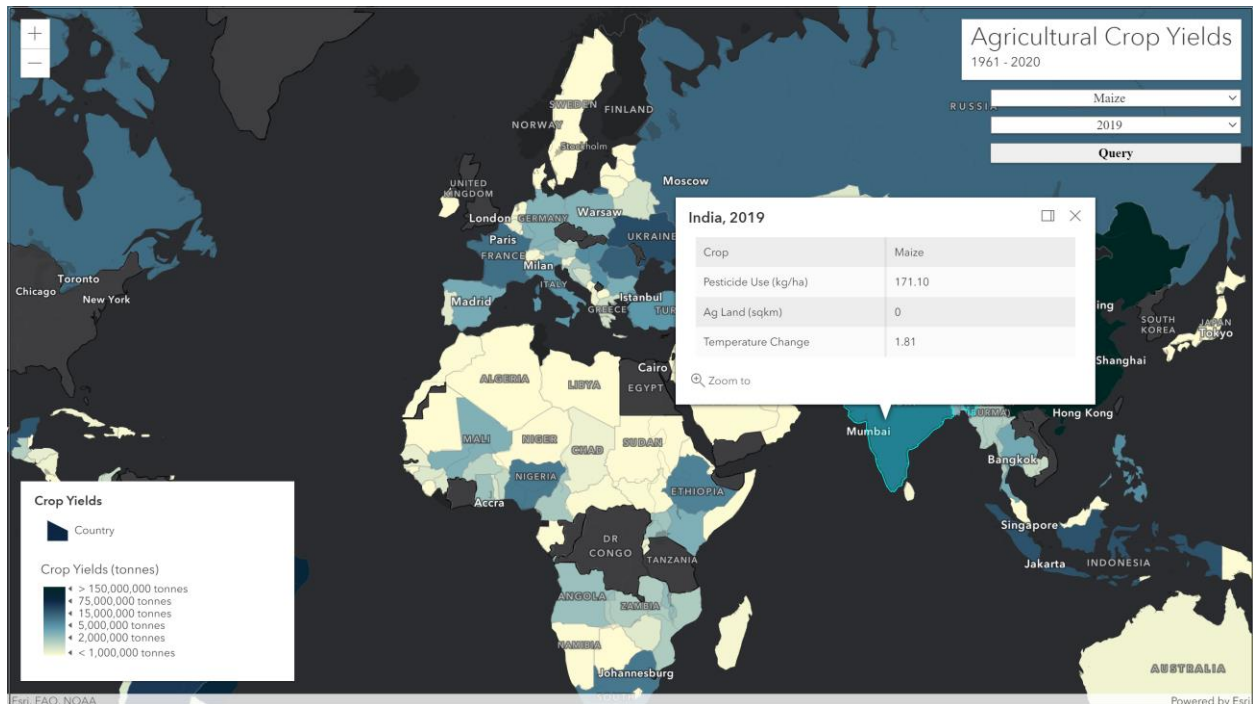 +
−
Agricultural Crop Yields
1961 - 2020
Maize
2019
Query
RUSSIA
SWEDEN
FINLAND
NORWAY
Stockholm
UNITED
KINGDOM
Moscow
London
GERMANY
Warsaw
Paris
UKRAINE
FRANCE
Milan
ITALY
Toronto
Chicago
New York
Madrid
Istanbul
GREECE
TUR
India, 2019
Crop Maize
Pesticide Use (kg/ha) 171.10
Ag Land (sqkm) 0
Temperature Change 1.81
Zoom to
ing
SOUTH
KOREA
JAPAN
Tokyo
Shanghai
Cairo
ALGERIA
LIBYA
EGYPT
Hong Kong
URMA)
Mumbai
MALI
NIGER
CHAD
SUDAN
Bangkok
NIGERIA
ETHIOPIA
Accra
Singapore
DR
CONGO
TANZANIA
Jakarta
INDONESIA
ANGOLA
ZAMBIA
NAMIBIA
Johannesburg
AUSTRALIA
Crop Yields
Country
Crop Yields (tonnes)
> 150,000,000 tonnes
75,000,000 tonnes
15,000,000 tonnes
5,000,000 tonnes
2,000,000 tonnes
< 1,000,000 tonnes
Esri, FAO, NOAA
Powered by Esri